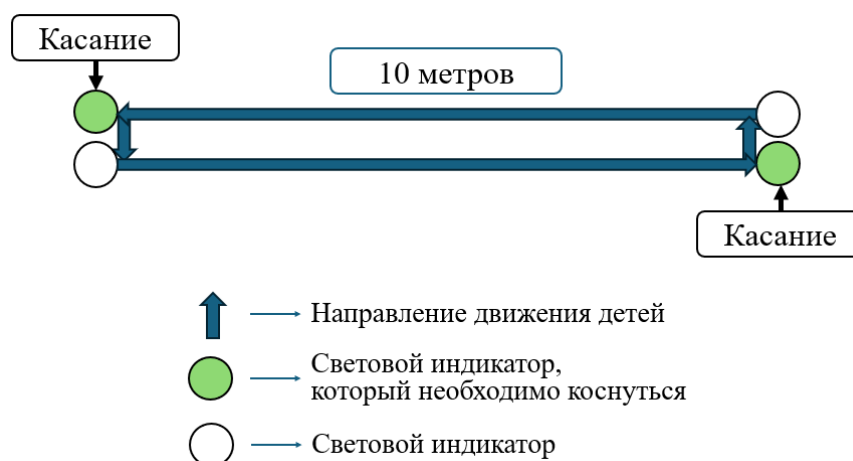 Касание
10 метров
Касание
Направление движения детей
Световой индикатор,
который необходимо коснуться
Световой индикатор